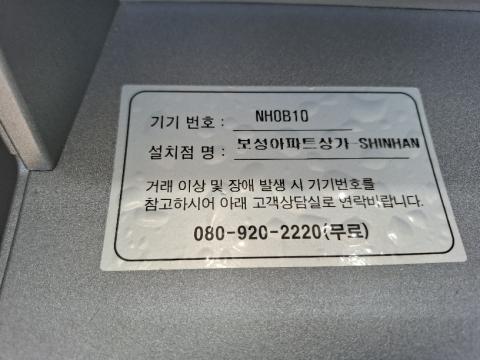 기기 번호 : NH0B10
설치점 명 : 보성아파트상가-SHINHAN
거래 이상 및 장애 발생 시 기기번호를
참고하시어 아래 고객상담실로 연락바랍니다.
080-920-2220(무료)